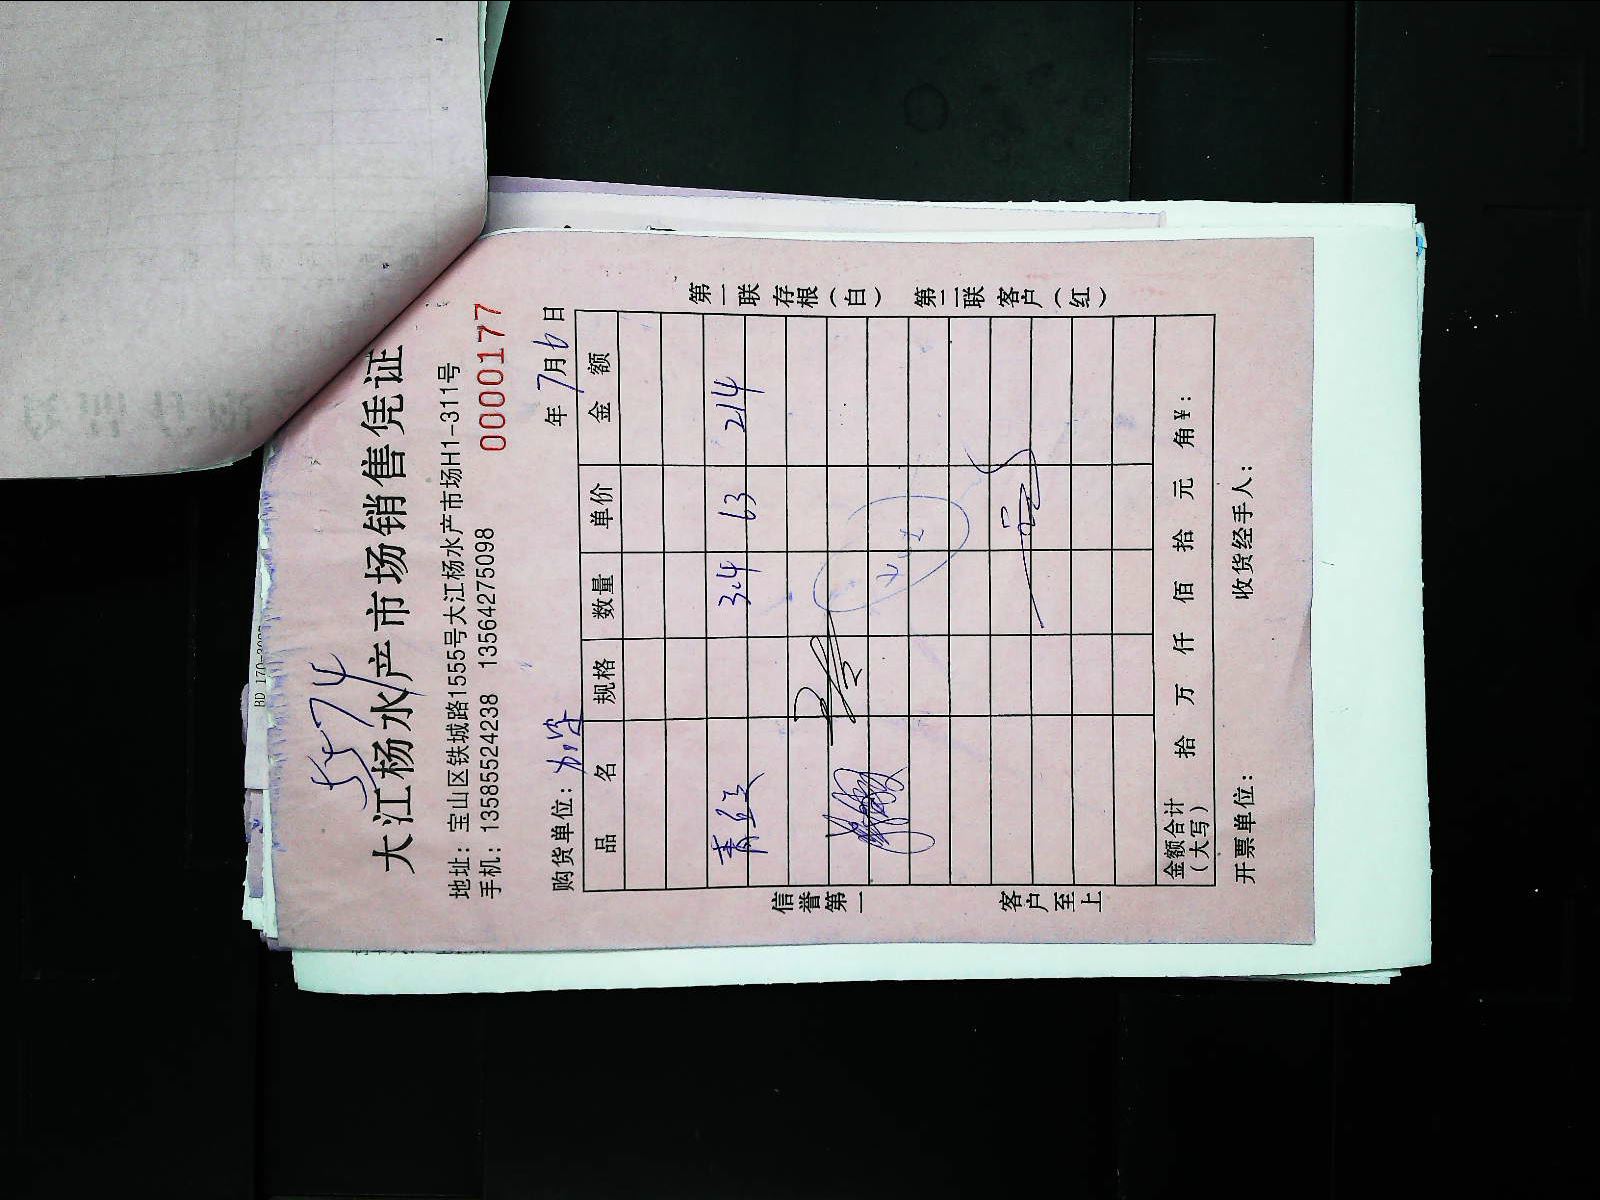 5574
大江杨水产市场销售凭证
地址：宝山区铁城路1555号大江杨水产市场H1-311号
手机：13585524238 13564275098
0000177
购货单位： 年7月6日
品名 规格 数量 单价 金额
3.4 63 214
金额合计（大写） 拾 万 仟 佰 拾 元 角¥：
开票单位： 收货经手人：
第一联存根（白） 第二联客户（红）
信誉第一 客户至上